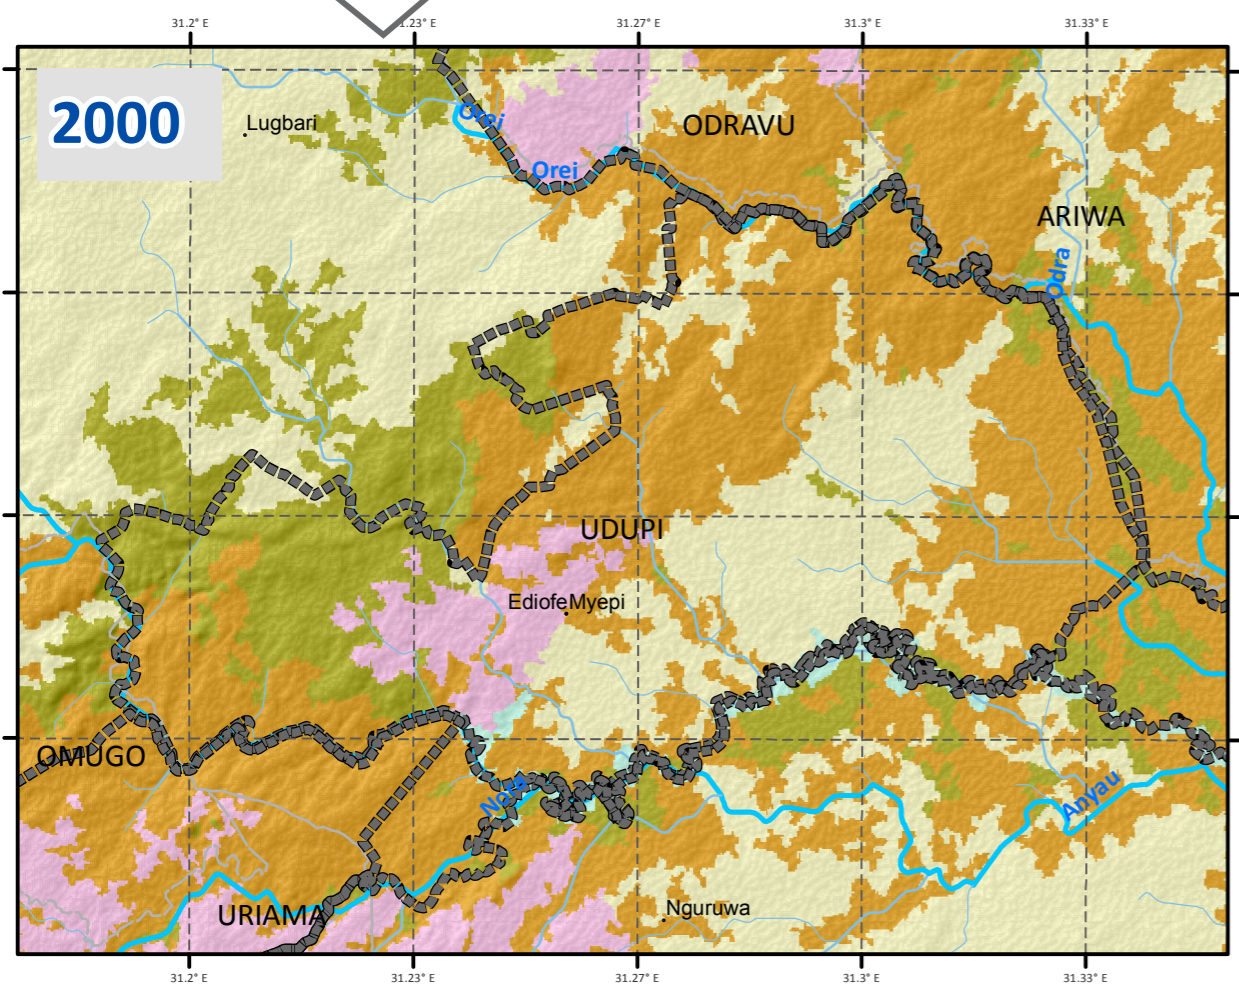 31.2° E
31.23° E
31.27° E
31.3° E
31.33° E
2000
Lugbari
Orei
ODRAVU
Orei
ARIWA
Odra
UDUPI
EdiofeMyepi
OMUGO
Nora
Anyau
URIAMA
Nguruwa
31.2° E
31.23° E
31.27° E
31.3° E
31.33° E